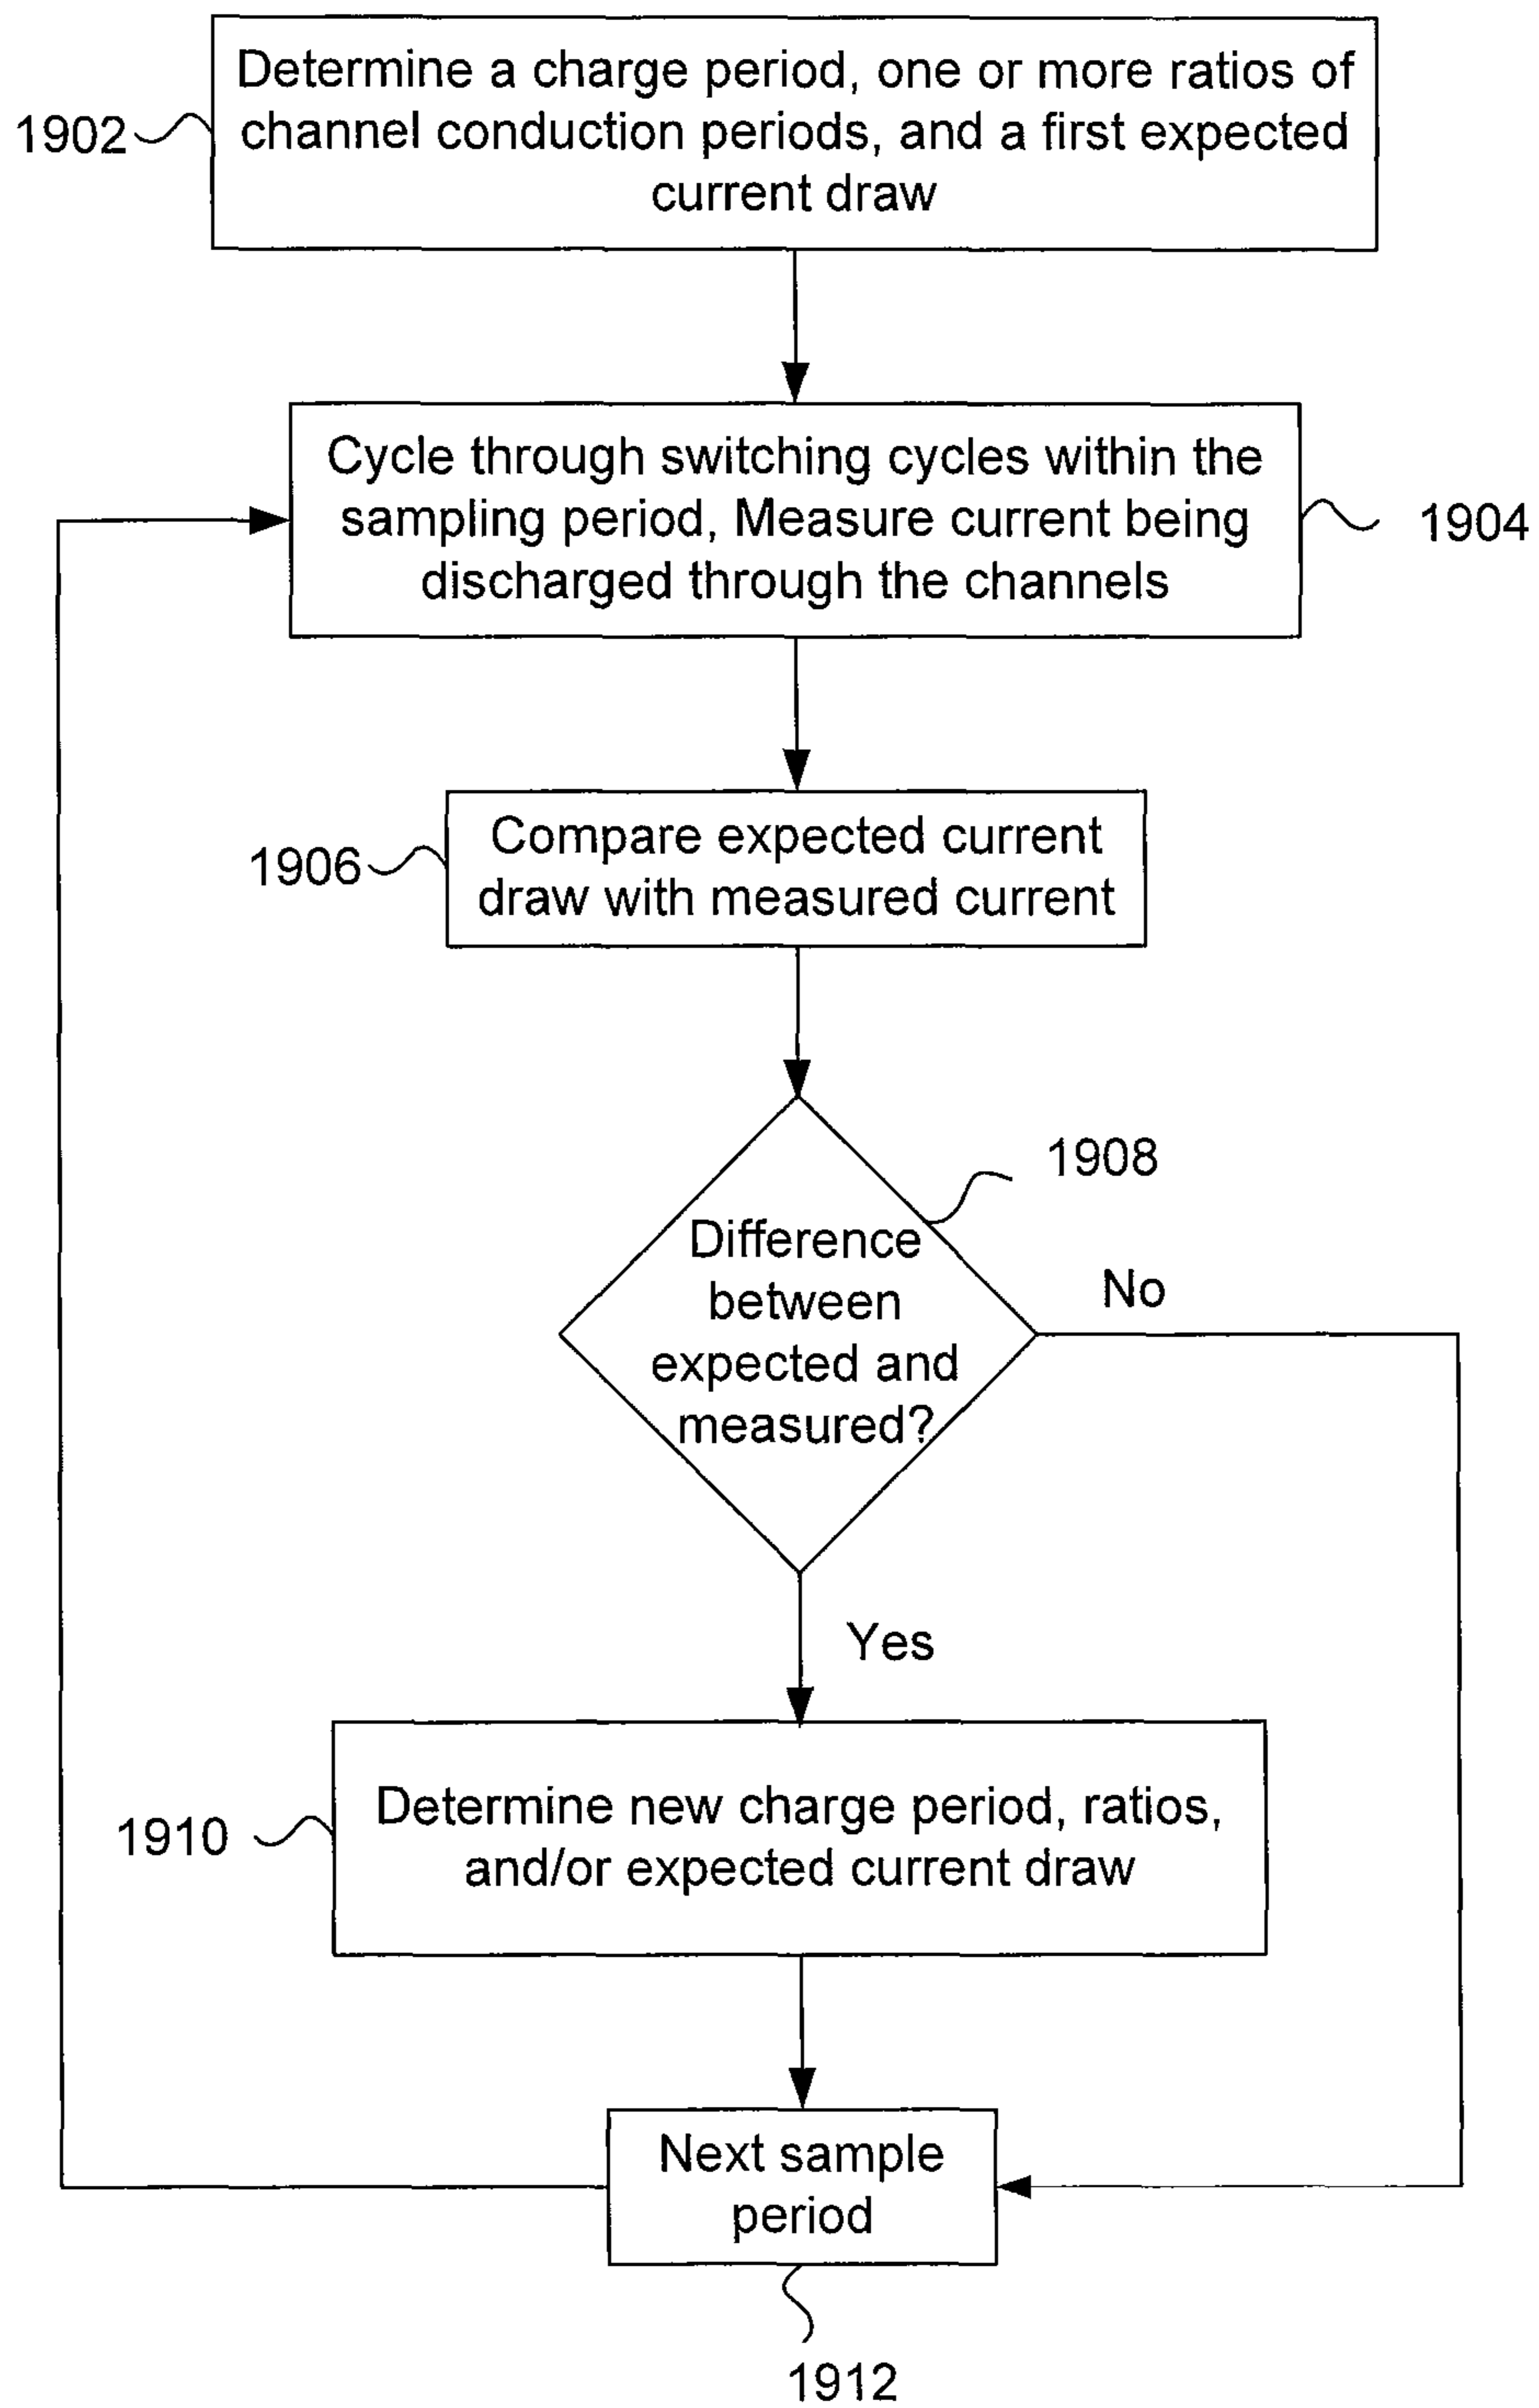 Determine a charge period, one or more ratios of
channel conduction periods, and a first expected
current draw
1902
Cycle through switching cycles within the
sampling period, Measure current being
discharged through the channels
1904
Compare expected current
draw with measured current
1906
1908
Difference
between
expected and
measured?
No
Yes
Determine new charge period, ratios,
and/or expected current draw
1910
Next sample
period
1912